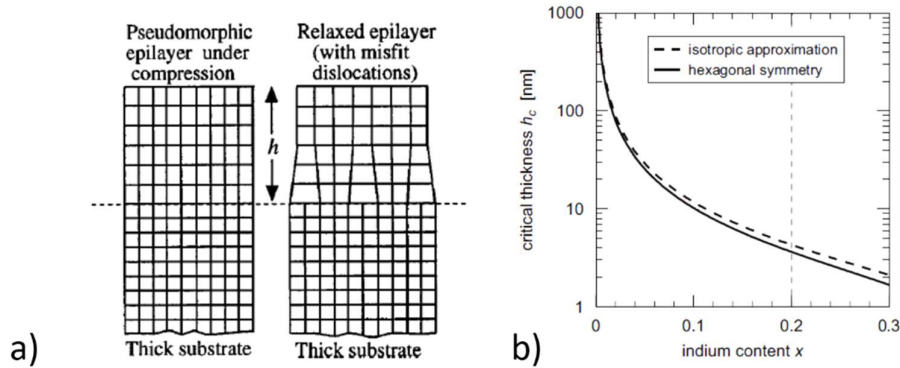 Pseudomorphic
epilayer under
compression
Relaxed epilayer
(with misfit
dislocations)
h
Thick substrate
Thick substrate
a)
1000
100
10
1
critical thickness hc [nm]
isotropic approximation
hexagonal symmetry
0
0.1
0.2
0.3
indium content x
b)